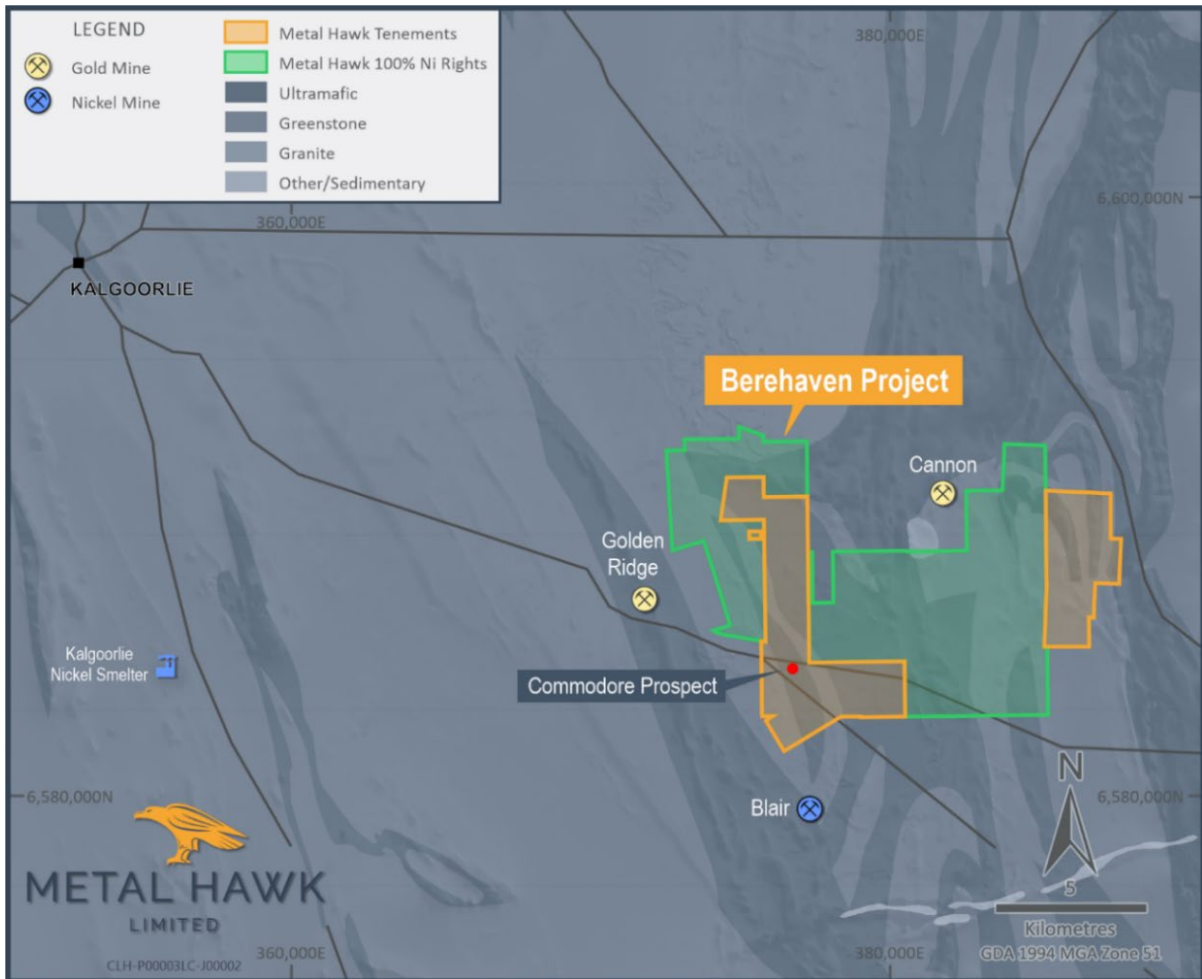 LEGEND
Gold Mine
Nickel Mine
Metal Hawk Tenements
Metal Hawk 100% Ni Rights
Ultramafic
Greenstone
Granite
Other/Sedimentary
380,000E
6,600,000N
360,000E
KALGOORLIE
Berehaven Project
Cannon
Golden
Ridge
Kalgoorlie
Nickel Smelter
Commodore Prospect
6,580,000N
Blair
6,580,000N
N
5
Kilometres
GDA 1994 MGA Zone 51
METAL HAWK
LIMITED
CLH-P00003LC-J00002
360,000E
380,000E